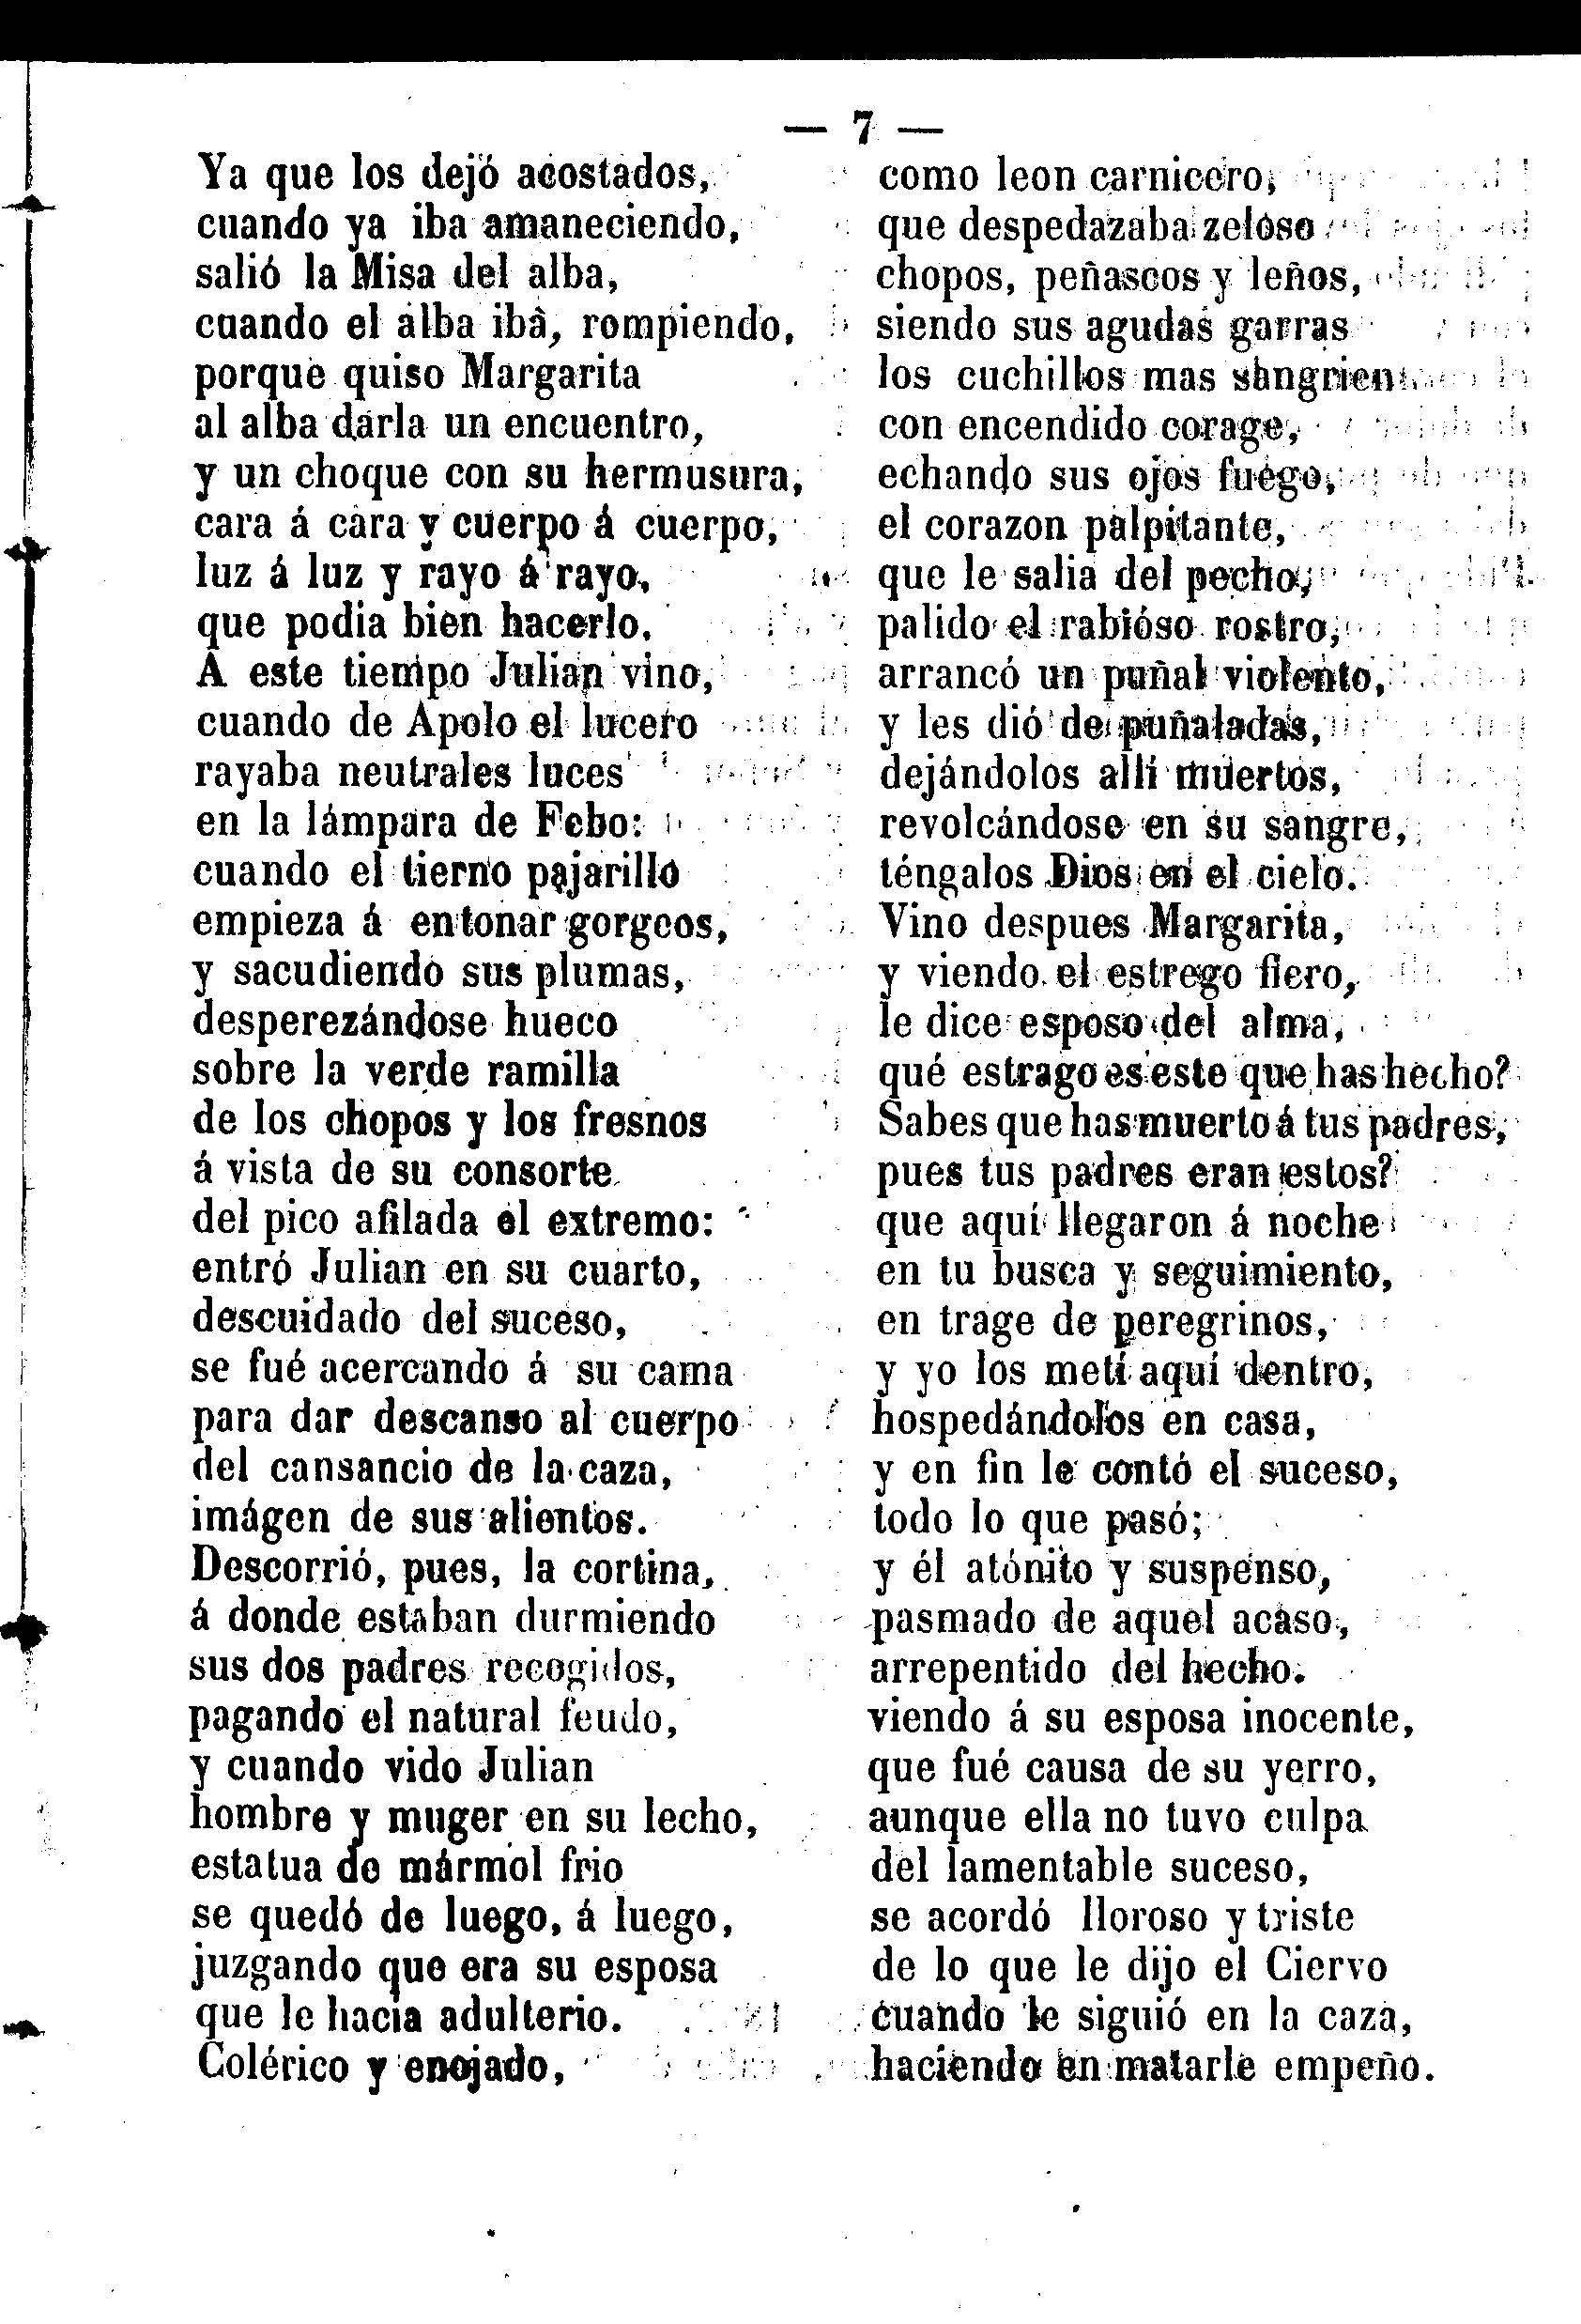 — 7 —
Ya que los dejó acostados,
cuando ya iba amaneciendo,
salió la Misa del alba,
cuando el alba iba, rompiendo,
porque quiso Margarita
al alba darla un encuentro,
y un choque con su hermusura,
cara á cara y cuerpo á cuerpo,
luz á luz y rayo á rayo,
que podia bien hacerlo.
A este tiempo Julian vino,
cuando de Apolo el lucero
rayaba neutrales luces
en la lámpara de Febo:
cuando el tierno pajarillo
empieza á entonar gorgeos,
y sacudiendo sus plumas,
desperezándose hueco
sobre la verde ramilla
de los chopos y los fresnos
á vista de su consorte
del pico afilada el extremo:
entró Julian en su cuarto,
descuidado del suceso,
se fué acercando á su cama
para dar descanso al cuerpo
del cansancio de la caza,
imágen de sus alientos.
Descorrió, pues, la cortina,
á donde estaban durmiendo
sus dos padres recogidos,
pagando el natural feudo,
y cuando vido Julian
hombre y muger en su lecho,
estatua de mármol frio
se quedó de luego, á luego,
juzgando que era su esposa
que le hacia adulterio.
Colérico y enojado,
como leon carnicero,
que despedazaba zeloso
chopos, peñascos y leños,
siendo sus agudas garras
los cuchillos mas sangrien
con encendido corage,
echando sus ojos fuego,
el corazon palpitante,
que le salia del pecho,
palido el rabióso rostro,
arrancó un puñal violento,
y les dió de puñaladas,
dejándolos allí muertos,
revolcándose en su sangre,
téngalos Dios en el cielo.
Vino despues Margarita,
y viendo el estrego fiero,
le dice esposo del alma,
qué estrago es este que has hecho?
Sabes que has muerto á tus padres,
pues tus padres eran estos?
que aquí llegaron á noche
en tu busca y seguimiento,
en trage de peregrinos,
y yo los metí aquí dentro,
hospedándolos en casa,
y en fin le contó el suceso,
todo lo que pasó;
y él atónito y suspenso,
pasmado de aquel acaso,
arrepentido del hecho.
viendo á su esposa inocente,
que fué causa de su yerro,
aunque ella no tuvo culpa
del lamentable suceso,
se acordó lloroso y triste
de lo que le dijo el Ciervo
cuando le siguió en la caza,
haciendo en matarle empeño.